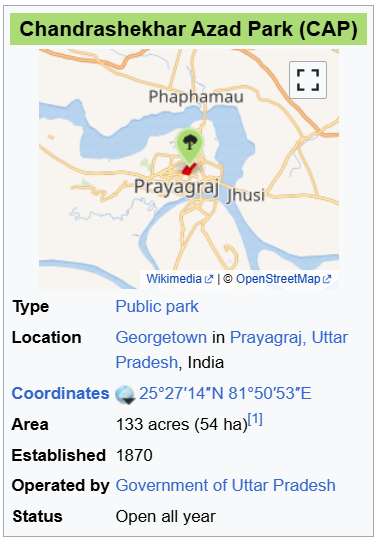 Chandrashekhar Azad Park (CAP)
Phaphamau
Prayagraj
Jhusi
Wikimedia | © OpenStreetMap
Type Public park
Location Georgetown in Prayagraj, Uttar
Pradesh, India
Coordinates 25°27′14″N 81°50′53″E
Area 133 acres (54 ha)[1]
Established 1870
Operated by Government of Uttar Pradesh
Status Open all year